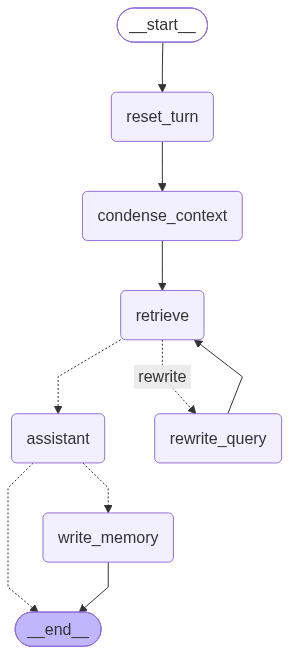 __start__
reset_turn
condense_context
retrieve
rewrite
assistant
rewrite_query
write_memory
__end__